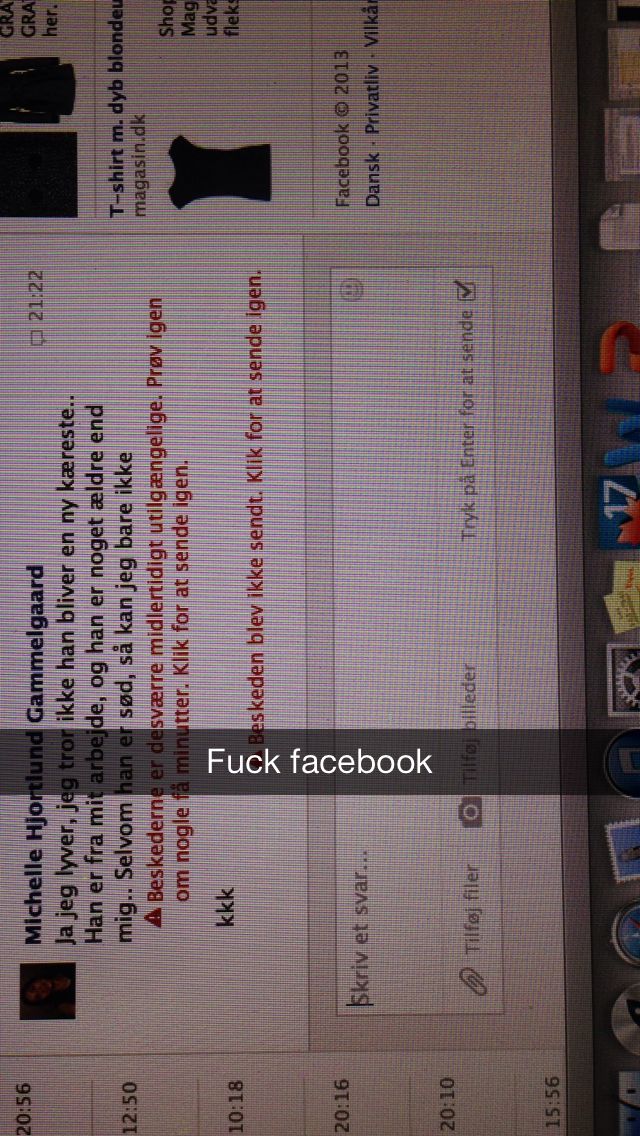 20:56
12:50
10:18
20:16
20:10
15:56
Michelle Hjortlund Gammelgaard
21:22
Ja jeg lyver, jeg tror ikke han bliver en ny kæreste..
Han er fra mit arbejde, og han er noget ældre end
mig.. Selvom han er sød, så kan jeg bare ikke
Beskederne er desværre midlertidigt utilgængelige. Prøv igen
om nogle få minutter. Klik for at sende igen.
kkk
Beskeden blev ikke sendt. Klik for at sende igen.
Skriv et svar...
Tilføj filer
Tilføj billeder
Tryk på Enter for at sende
her.
T-shirt m. dyb blondeu
magasin.dk
Shop
Mag
udva
fleks
Facebook © 2013
Dansk · Privatliv · Vilkår
17
Fuck facebook